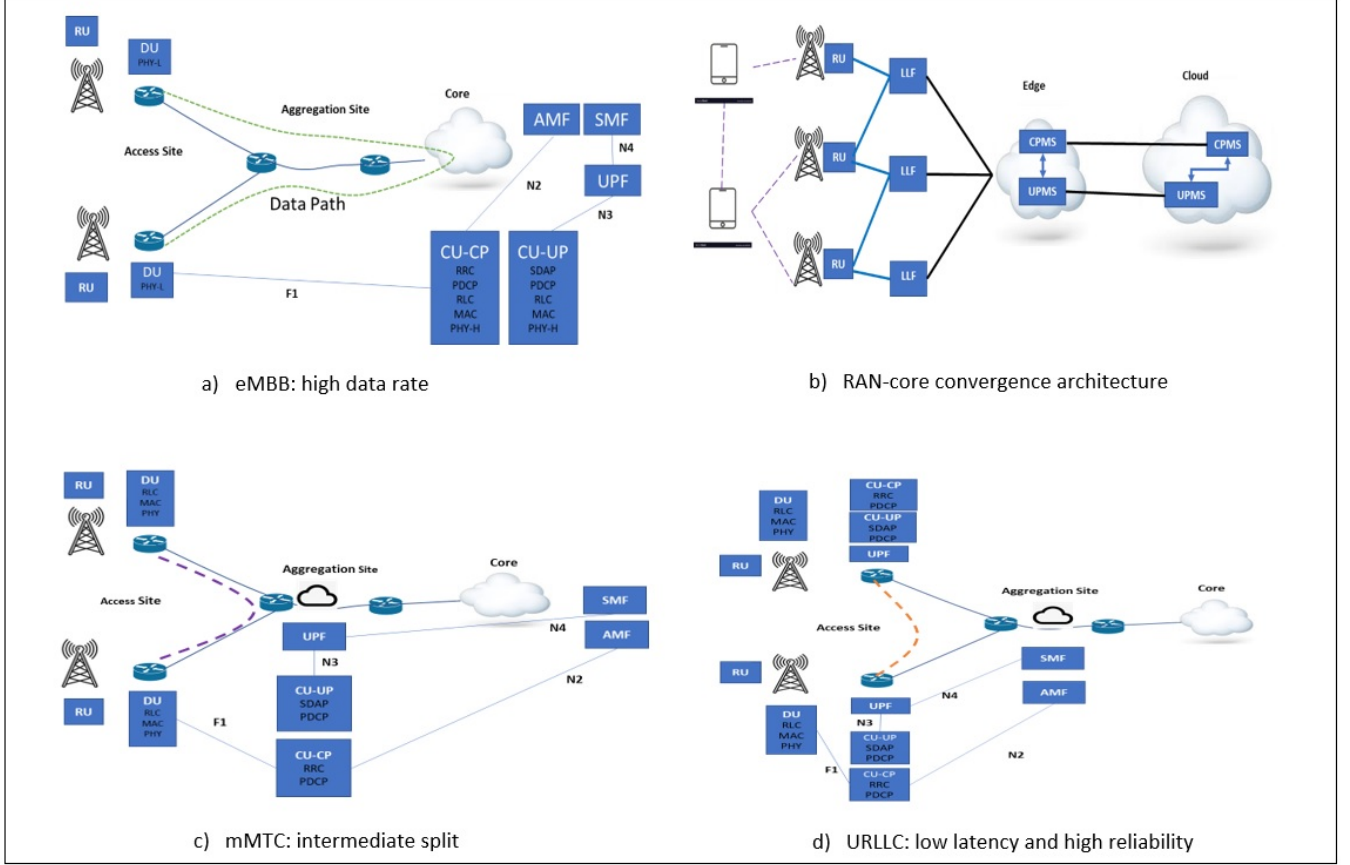 RU
DU
PHY-L
Access Site
Aggregation Site
Core
Data Path
RU
DU
PHY-L
F1
AMF
SMF
N4
N2
UPF
N3
CU-CP
RRC
PDCP
RLC
MAC
PHY-H
CU-UP
SDAP
PDCP
RLC
MAC
PHY-H
a) eMBB: high data rate
RU
LLF
RU
LLF
RU
LLF
Edge
Cloud
CPMS
UPMS
CPMS
UPMS
b) RAN-core convergence architecture
RU
DU
RLC
MAC
PHY
Access Site
Aggregation Site
Core
RU
DU
RLC
MAC
PHY
F1
UPF
N3
CU-UP
SDAP
PDCP
CU-CP
RRC
PDCP
SMF
N4
AMF
N2
c) mMTC: intermediate split
DU
RLC
MAC
PHY
CU-CP
RRC
PDCP
CU-UP
SDAP
PDCP
UPF
RU
Access Site
Aggregation Site
Core
RU
DU
RLC
MAC
PHY
F1
UPF
N3
CU-UP
SDAP
PDCP
CU-CP
RRC
PDCP
N4
SMF
AMF
N2
d) URLLC: low latency and high reliability